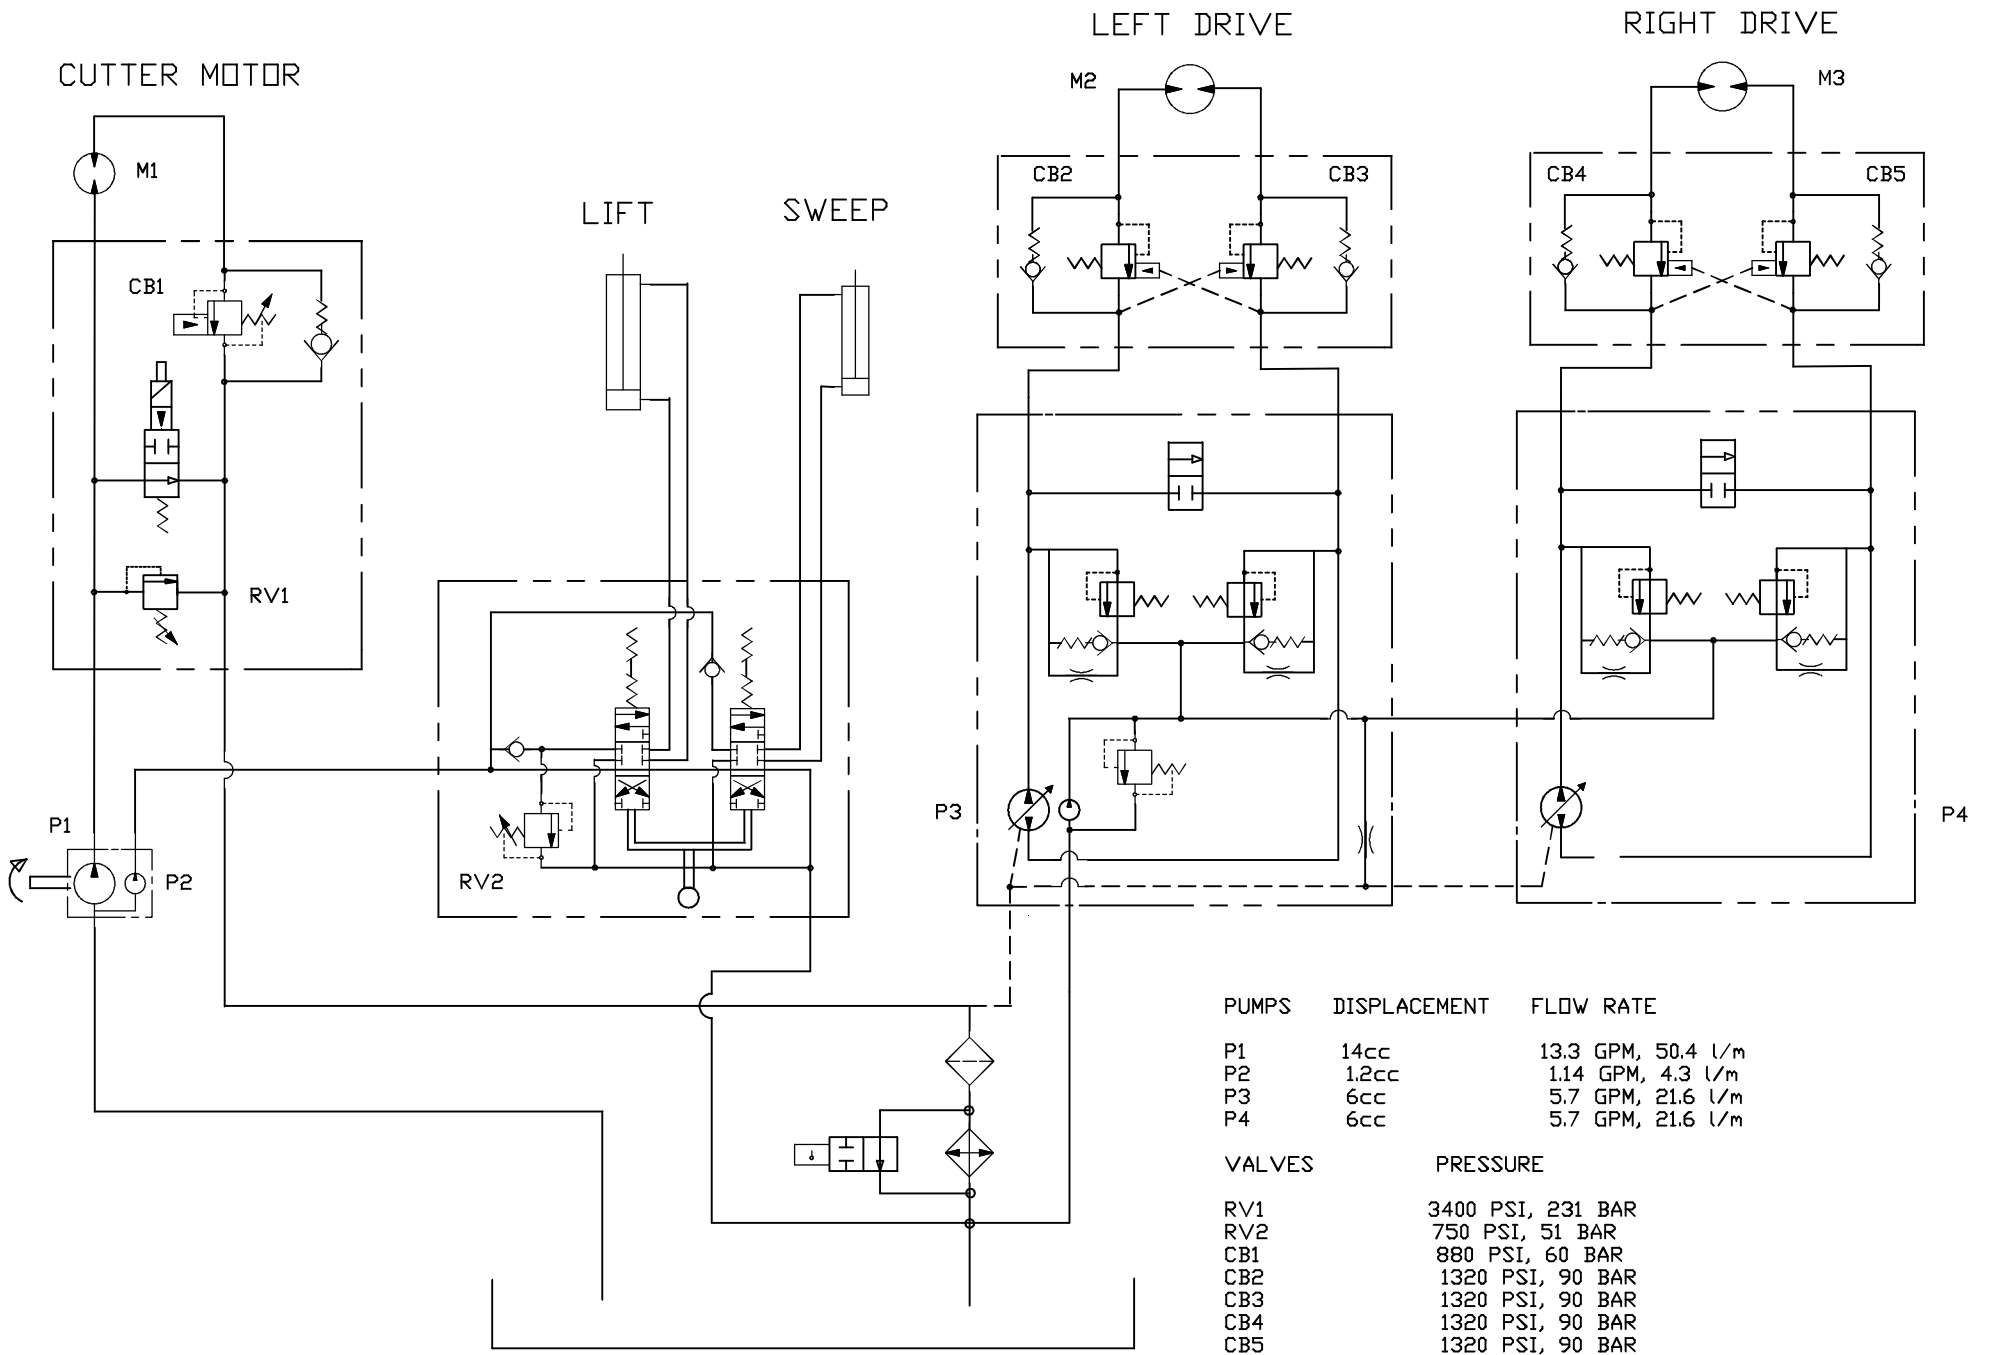 LEFT DRIVE
RIGHT DRIVE
CUTTER MOTOR
M2
M3
M1
CB2
CB3
CB4
CB5
LIFT
SWEEP
CB1
RV1
P1
P2
RV2
P3
P4
PUMPS DISPLACEMENT FLOW RATE
P1 14cc 13.3 GPM, 50.4 l/m
P2 1.2cc 1.14 GPM, 4.3 l/m
P3 6cc 5.7 GPM, 21.6 l/m
P4 6cc 5.7 GPM, 21.6 l/m
VALVES PRESSURE
RV1 3400 PSI, 231 BAR
RV2 750 PSI, 51 BAR
CB1 880 PSI, 60 BAR
CB2 1320 PSI, 90 BAR
CB3 1320 PSI, 90 BAR
CB4 1320 PSI, 90 BAR
CB5 1320 PSI, 90 BAR